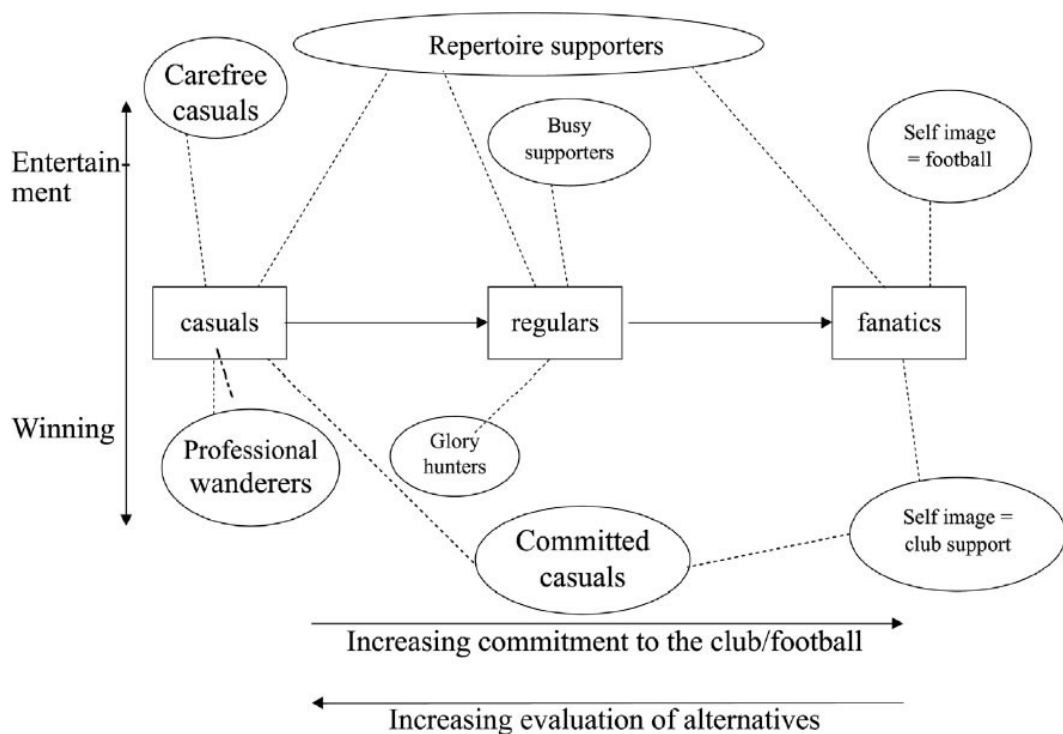 Repertoire supporters
Carefree
casuals
Busy
supporters
Self image
= football
Entertain-
ment
casuals
regulars
fanatics
Winning
Professional
wanderers
Glory
hunters
Committed
casuals
Self image =
club support
Increasing commitment to the club/football
Increasing evaluation of alternatives